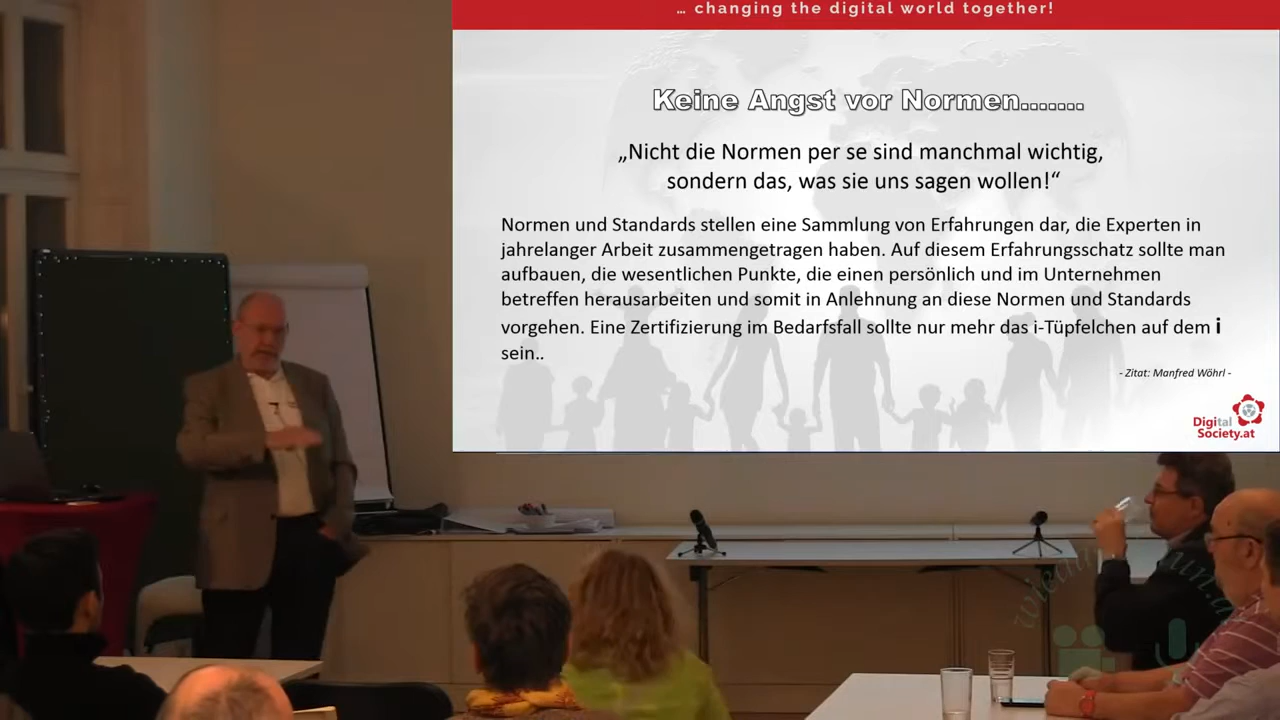 … changing the digital world together!
Keine Angst vor Normen.......
„Nicht die Normen per se sind manchmal wichtig,
sondern das, was sie uns sagen wollen!“
Normen und Standards stellen eine Sammlung von Erfahrungen dar, die Experten in
jahrelanger Arbeit zusammengetragen haben. Auf diesem Erfahrungsschatz sollte man
aufbauen, die wesentlichen Punkte, die einen persönlich und im Unternehmen
betreffen herausarbeiten und somit in Anlehnung an diese Normen und Standards
vorgehen. Eine Zertifizierung im Bedarfsfall sollte nur mehr das i-Tüpfelchen auf dem i
sein..
- Zitat: Manfred Wöhrl -
Digital
Society.at